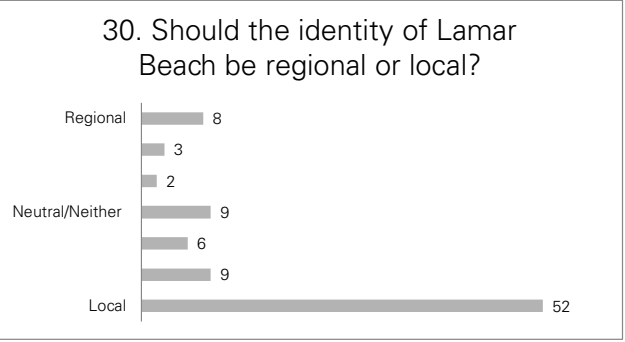 30. Should the identity of Lamar
Beach be regional or local?
Regional 8
3
2
Neutral/Neither 9
6
9
Local 52